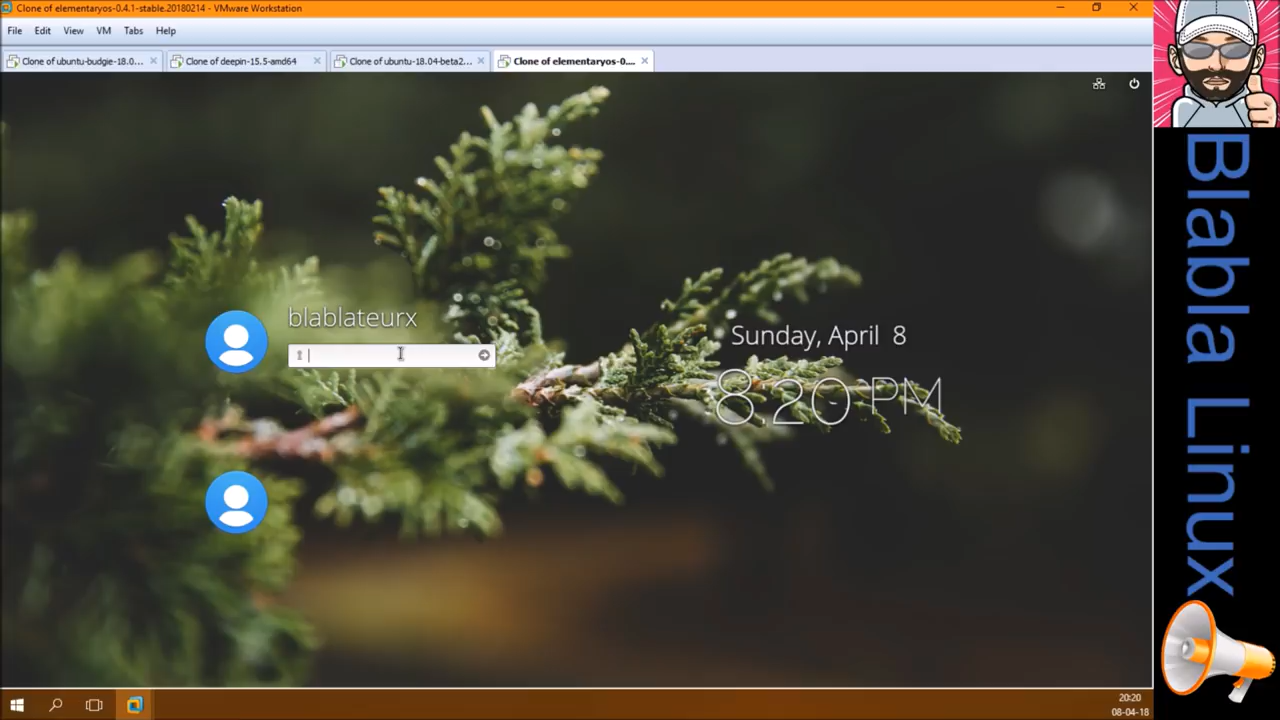 Clone of elementaryos-0.4.1-stable.20180214 - VMware Workstation
File Edit View VM Tabs Help
Clone of ubuntu-budgie-18.0... Clone of deepin-15.5-amd64 Clone of ubuntu-18.04-beta2... Clone of elementaryos-0....
blablateurx
Sunday, April 8
8:20 PM
Blabla Linux
20:20
08-04-18